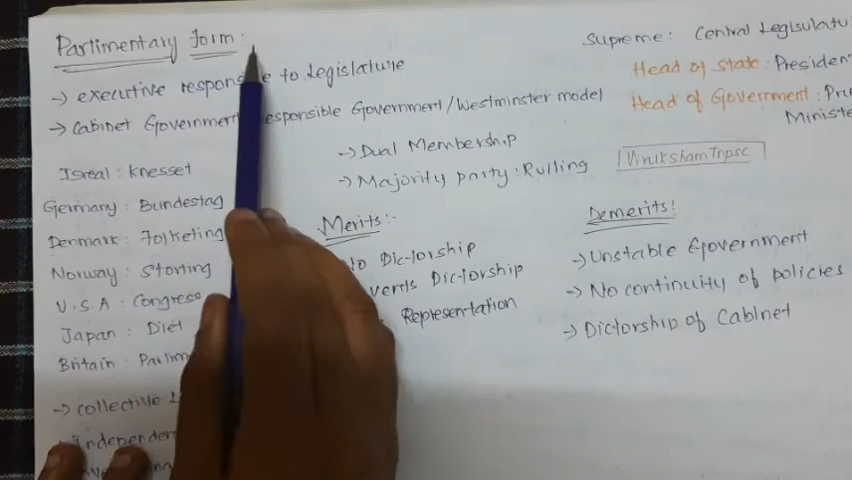 Parlimentary Form:
Supreme: Central Legisulatu
-> executive respons e to Legislature
Head of State: Presiden
-> Cabinet Government esponsible Government/Westminster model
Head of Government: Pri
Ministe
-> Dual Membership
Isreal: Knesset
-> Majority party: Rulling
Viruksham Tnpsc
Germany: Bundestag
Merits:-
Demerits:
Denmark: Folketing
No Dictorship
-> Unstable Government
Norway: Storting
verts Dictorship
-> No continuity of policies
U.S.A: Congress
Representation
-> Dictorship of Cabinet
Japan: Diet
Britain: Parlim
-> collective
-> Independen